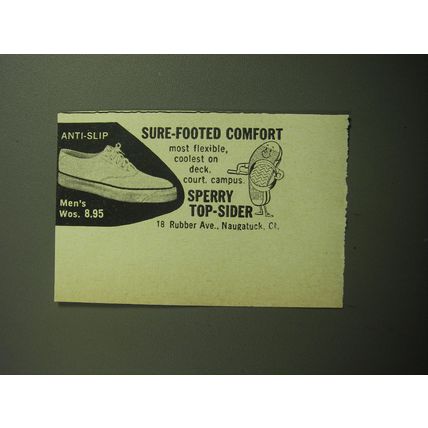 ANTI-SLIP
Men's
Wos. 8.95
SURE-FOOTED COMFORT
most flexible,
coolest on
deck,
court, campus.
SPERRY
TOP-SIDER
18 Rubber Ave., Naugatuck, Ct.